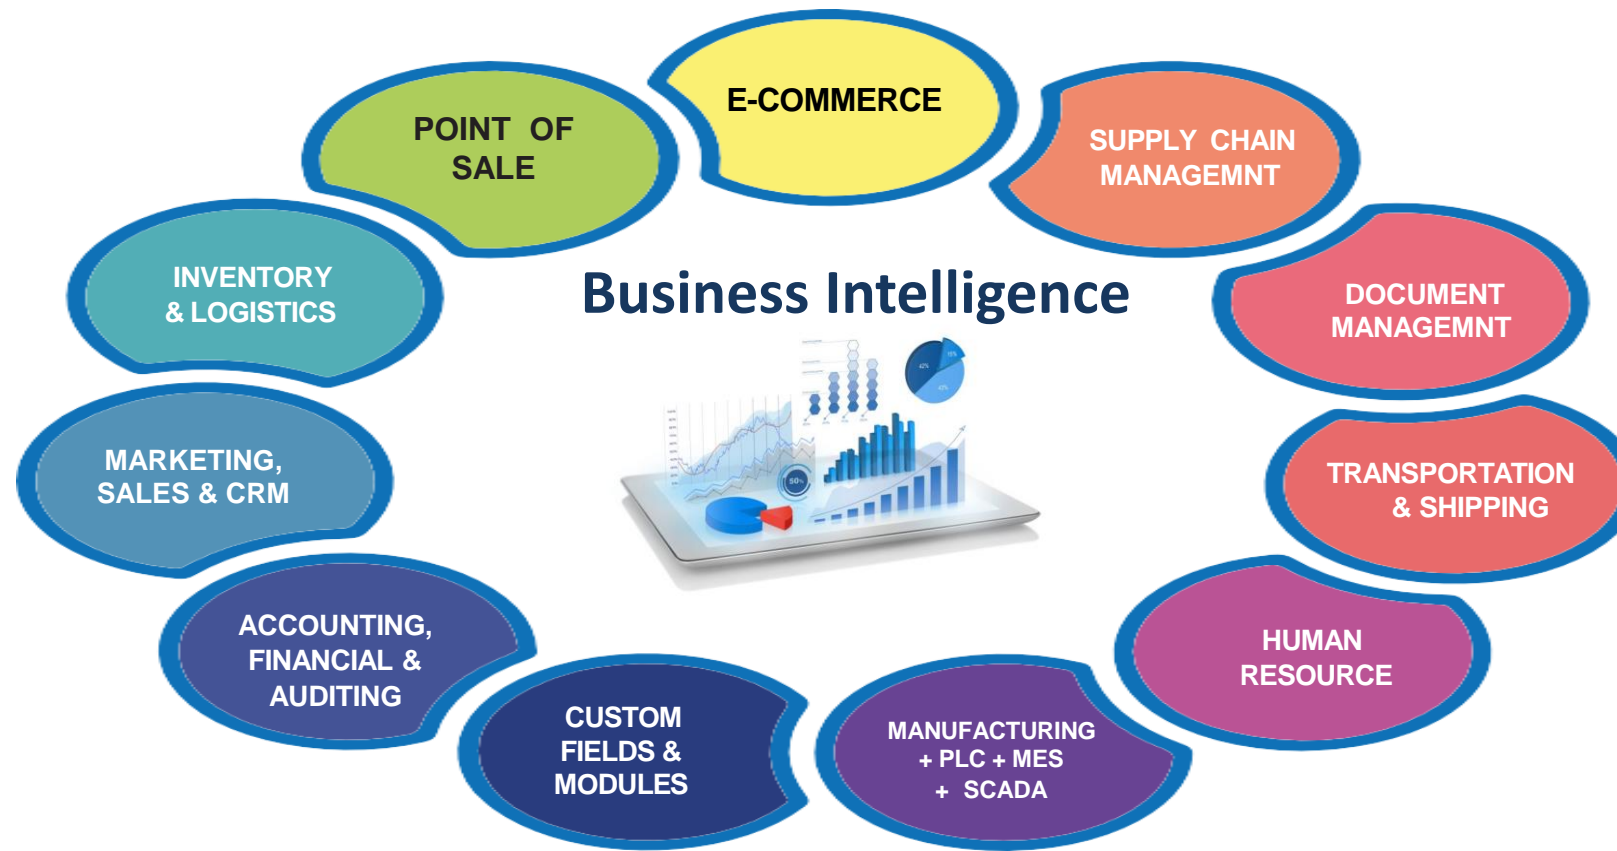 E-COMMERCE
SUPPLY CHAIN
MANAGEMNT
DOCUMENT
MANAGEMNT
TRANSPORTATION
& SHIPPING
HUMAN
RESOURCE
MANUFACTURING
+ PLC + MES
+ SCADA
CUSTOM
FIELDS &
MODULES
ACCOUNTING,
FINANCIAL &
AUDITING
MARKETING,
SALES & CRM
INVENTORY
& LOGISTICS
POINT OF
SALE
Business Intelligence
50%